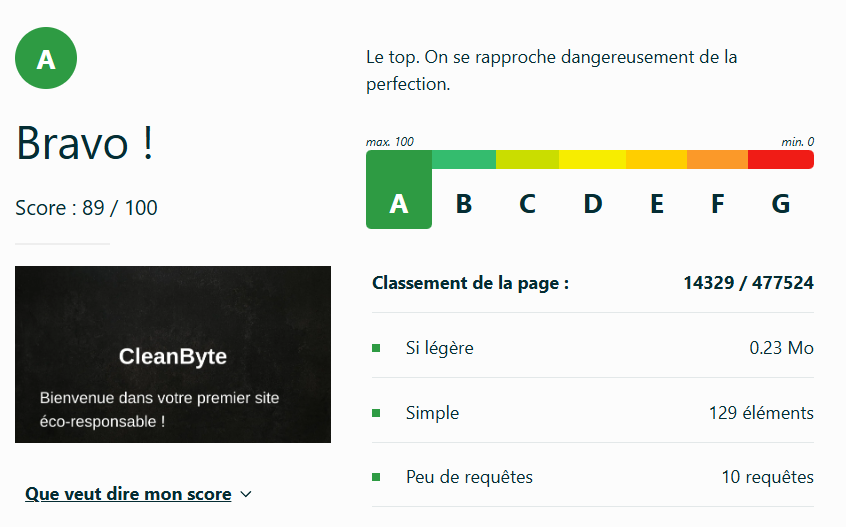 A
Bravo !
Score : 89 / 100
CleanByte
Bienvenue dans votre premier site
éco-responsable !
Que veut dire mon score
Le top. On se rapproche dangereusement de la
perfection.
max. 100 min. 0
A B C D E F G
Classement de la page : 14329 / 477524
Si légère 0.23 Mo
Simple 129 éléments
Peu de requêtes 10 requêtes